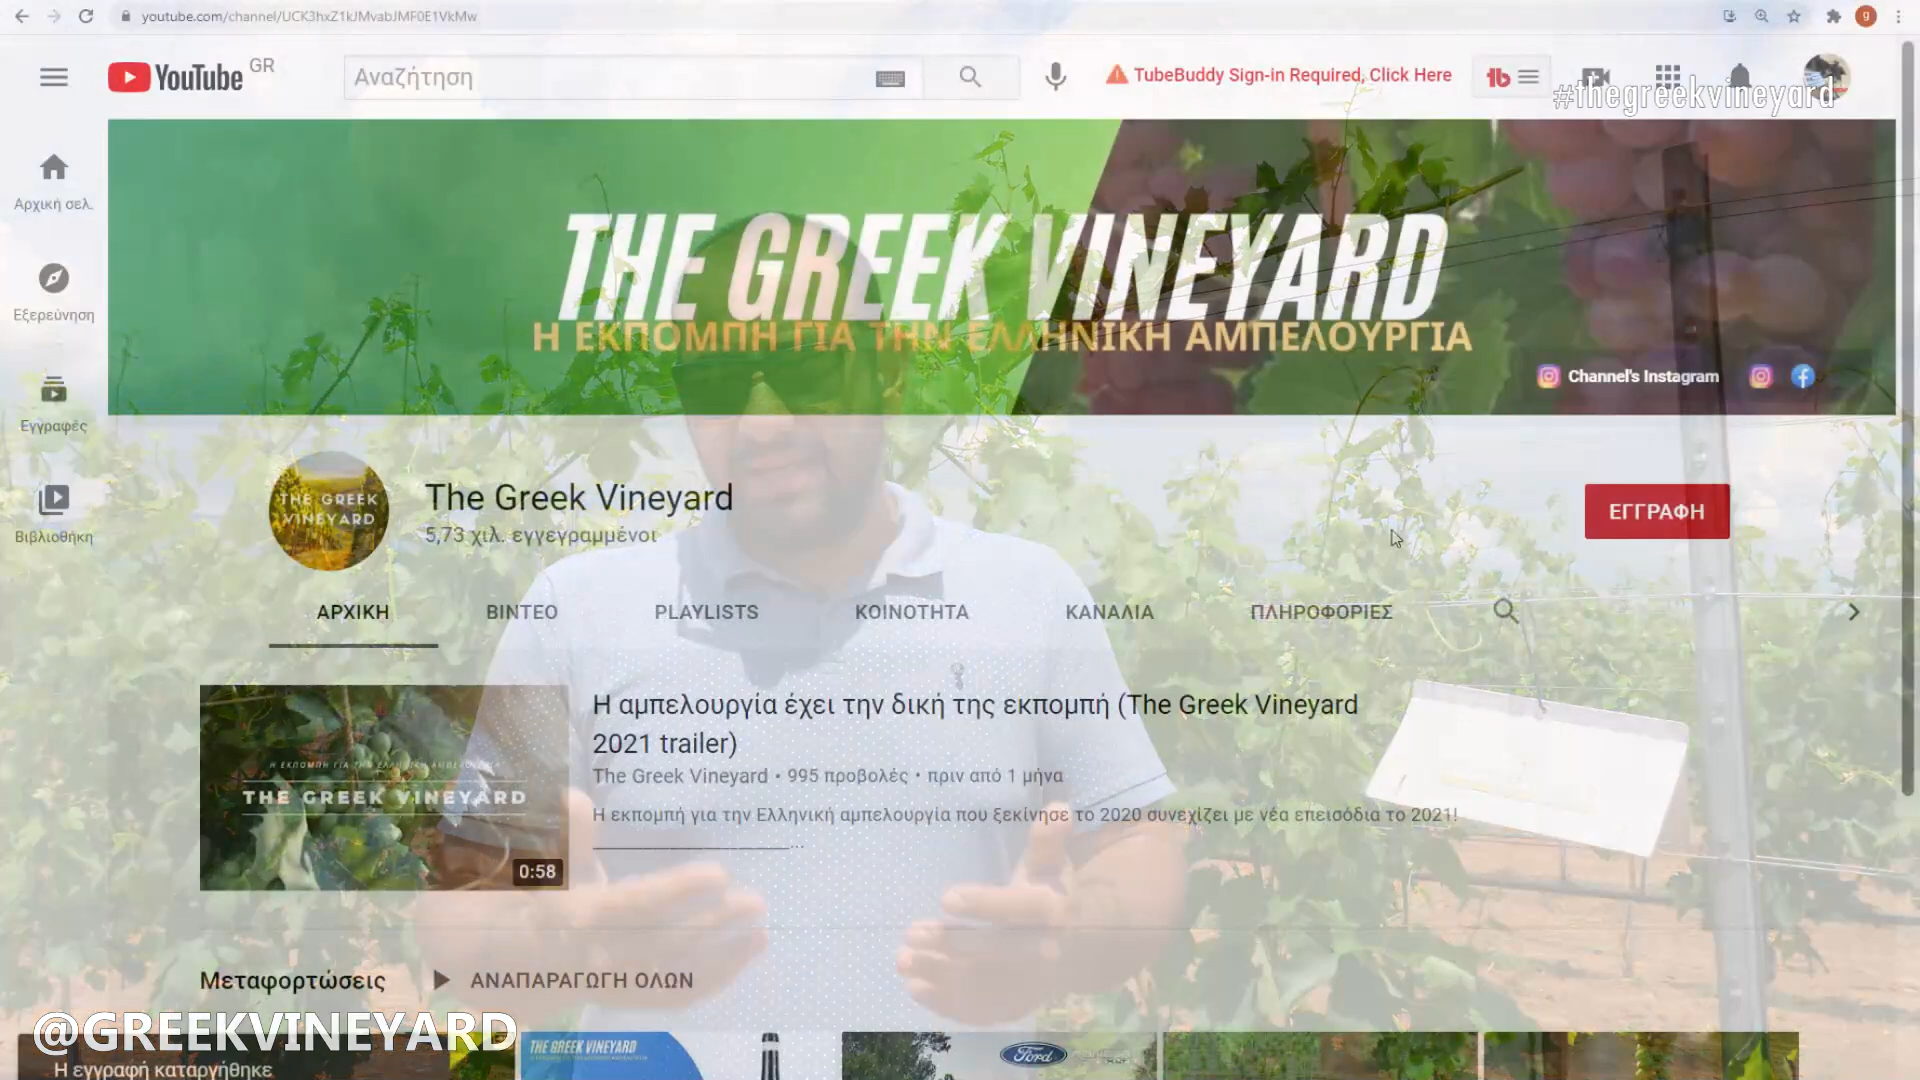 youtube.com/channel/UCK3hxZ1kJMvabJMF0E1VkMw
YouTube GR
Αναζήτηση
TubeBuddy Sign-in Required, Click Here
#thegreekvineyard
Αρχική σελ.
Εξερεύνηση
Εγγραφές
Βιβλιοθήκη
THE GREEK VINEYARD
Η ΕΚΠΟΜΠΗ ΓΙΑ ΤΗΝ ΕΛΛΗΝΙΚΗ ΑΜΠΕΛΟΥΡΓΙΑ
Channel's Instagram
THE GREEK
VINEYARD
The Greek Vineyard
5,73 χιλ. εγγεγραμμένοι
ΕΓΓΡΑΦΗ
ΑΡΧΙΚΗ ΒΙΝΤΕΟ PLAYLISTS ΚΟΙΝΟΤΗΤΑ ΚΑΝΑΛΙΑ ΠΛΗΡΟΦΟΡΙΕΣ
Η ΕΚΠΟΜΠΗ ΓΙΑ ΤΗΝ ΕΛΛΗΝΙΚΗ ΑΜΠΕΛΟΥΡΓΙΑ
THE GREEK VINEYARD
0:58
Η αμπελουργία έχει την δική της εκπομπή (The Greek Vineyard
2021 trailer)
The Greek Vineyard • 995 προβολές • πριν από 1 μήνα
Η εκπομπή για την Ελληνική αμπελουργία που ξεκίνησε το 2020 συνεχίζει με νέα επεισόδια το 2021!
Μεταφορτώσεις ΑΝΑΠΑΡΑΓΩΓΗ ΟΛΩΝ
@GREEKVINEYARD
Η εγγραφή καταργήθηκε
THE GREEK VINEYARD
Ford